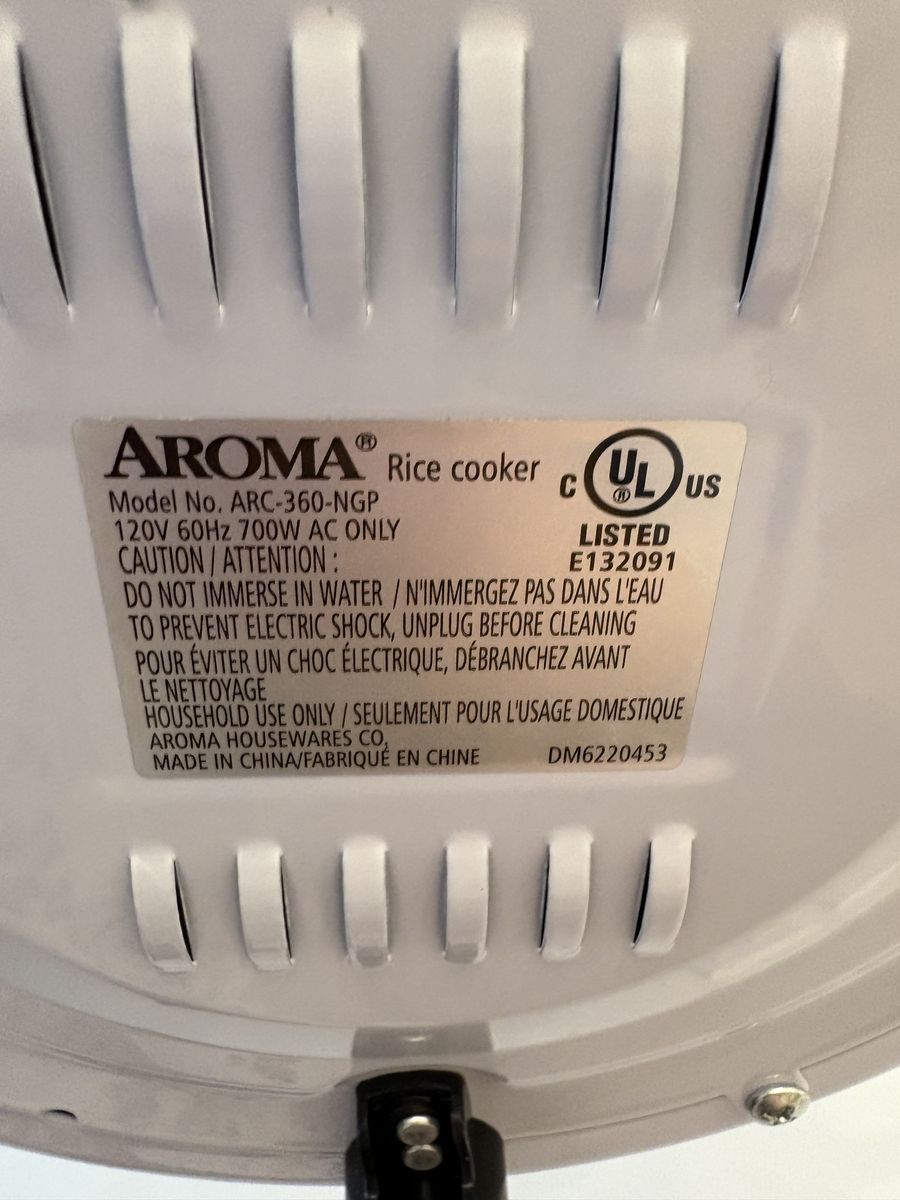 AROMA® Rice cooker
C UL® US
Model No. ARC-360-NGP
120V 60Hz 700W AC ONLY
LISTED
CAUTION / ATTENTION :
E132091
DO NOT IMMERSE IN WATER / N'IMMERGEZ PAS DANS L'EAU
TO PREVENT ELECTRIC SHOCK, UNPLUG BEFORE CLEANING
POUR ÉVITER UN CHOC ÉLECTRIQUE, DÉBRANCHEZ AVANT
LE NETTOYAGE
HOUSEHOLD USE ONLY / SEULEMENT POUR L'USAGE DOMESTIQUE
AROMA HOUSEWARES CO,
MADE IN CHINA/FABRIQUÉ EN CHINE DM6220453